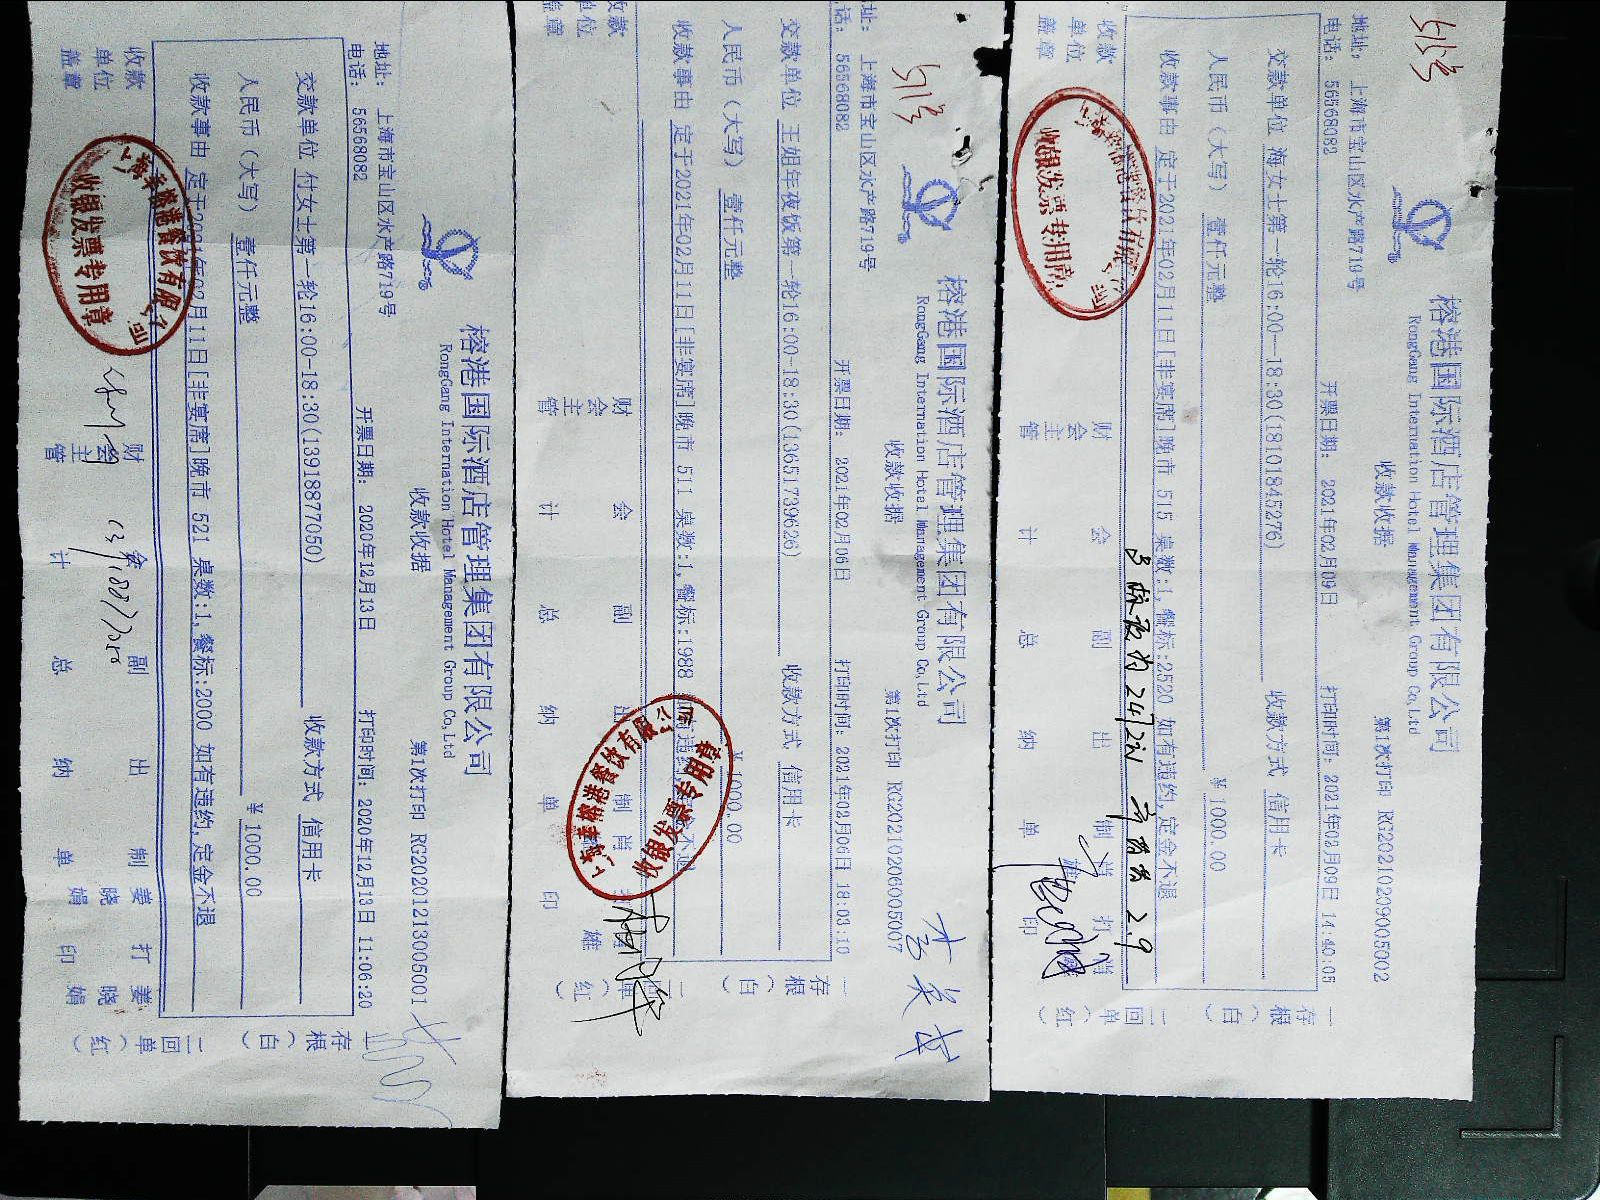 榕港国际酒店管理集团有限公司
RongGang International Hotel Management Group Co,Ltd
收款收据
第1次打印 RG20201213005001
地址: 上海市宝山区水产路719号
电话: 56568082
开票日期: 2020年12月13日
打印时间: 2020年12月13日 11:06:20
交款单位 付女士第一轮16:00-18:30(13918877050)
收款方式 信用卡
人民币（大写） 壹仟元整
￥1000.00
收款事由 定于2021年02月11日[非宴席]晚市 521 桌数:1,餐标:2000 如有违约,定金不退
收款单位盖章
财会主管
会计
副总
出纳
制单 姜晓娟
打印 姜晓娟
一存根（白）
二回单（红）
收银发票专用章
榕港国际酒店管理集团有限公司
RongGang International Hotel Management Group Co,Ltd
收款收据
第1次打印 RG20210206005007
地址: 上海市宝山区水产路719号
电话: 56568082
开票日期: 2021年02月06日
打印时间: 2021年02月06日 18:03:10
交款单位 王姐年夜饭第一轮16:00-18:30(13651739626)
收款方式 信用卡
人民币（大写） 壹仟元整
￥1000.00
收款事由 定于2021年02月11日[非宴席]晚市 511 桌数:1,餐标:1988
收款单位盖章
财会主管
会计
副总
出纳
制单
打印
一存根（白）
二回单（红）
收银发票专用章
515
榕港国际酒店管理集团有限公司
RongGang International Hotel Management Group Co,Ltd
收款收据
第1次打印 RG20210209005002
地址: 上海市宝山区水产路719号
电话: 56568082
开票日期: 2021年02月09日
打印时间: 2021年02月09日 14:40:05
交款单位 海女士第一轮16:00--18:30(18101845276)
收款方式 信用卡
人民币（大写） 壹仟元整
￥1000.00
收款事由 定于2021年02月11日[非宴席]晚市 515 桌数:1,餐标:2520 如有违约,定金不退
2.9
收款单位盖章
财会主管
会计
副总
出纳
制单
打印
一存根（白）
二回单（红）
收银发票专用章